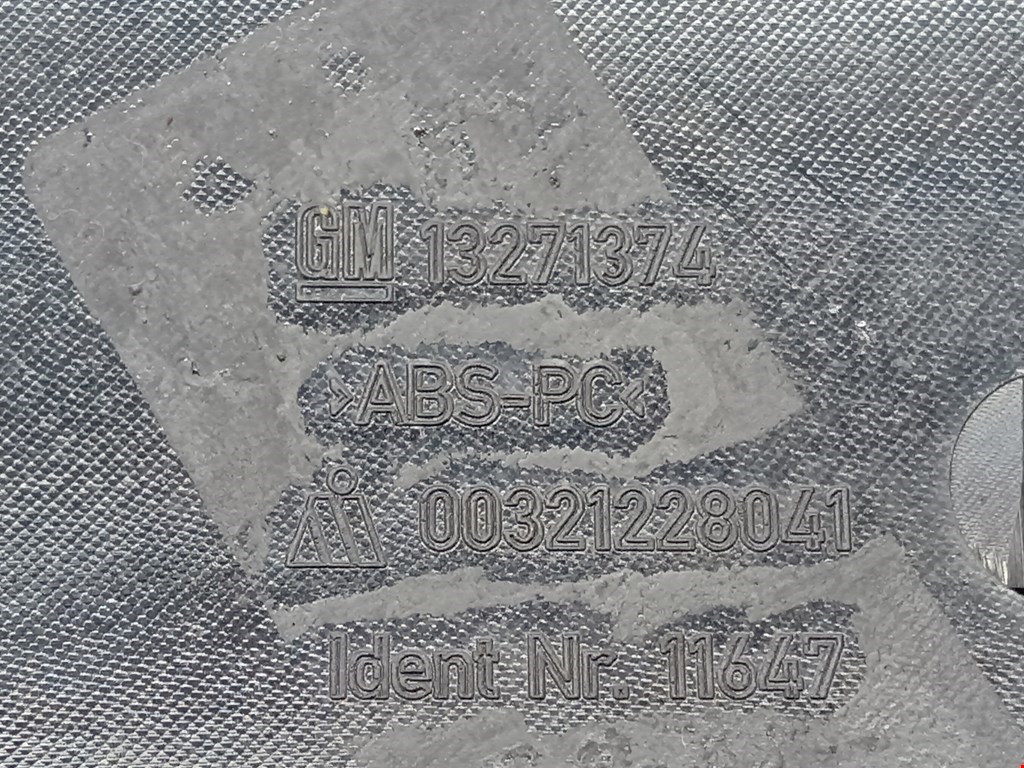 GM 13271374
>ABS-PC<
00321228041
Ident Nr. 11647